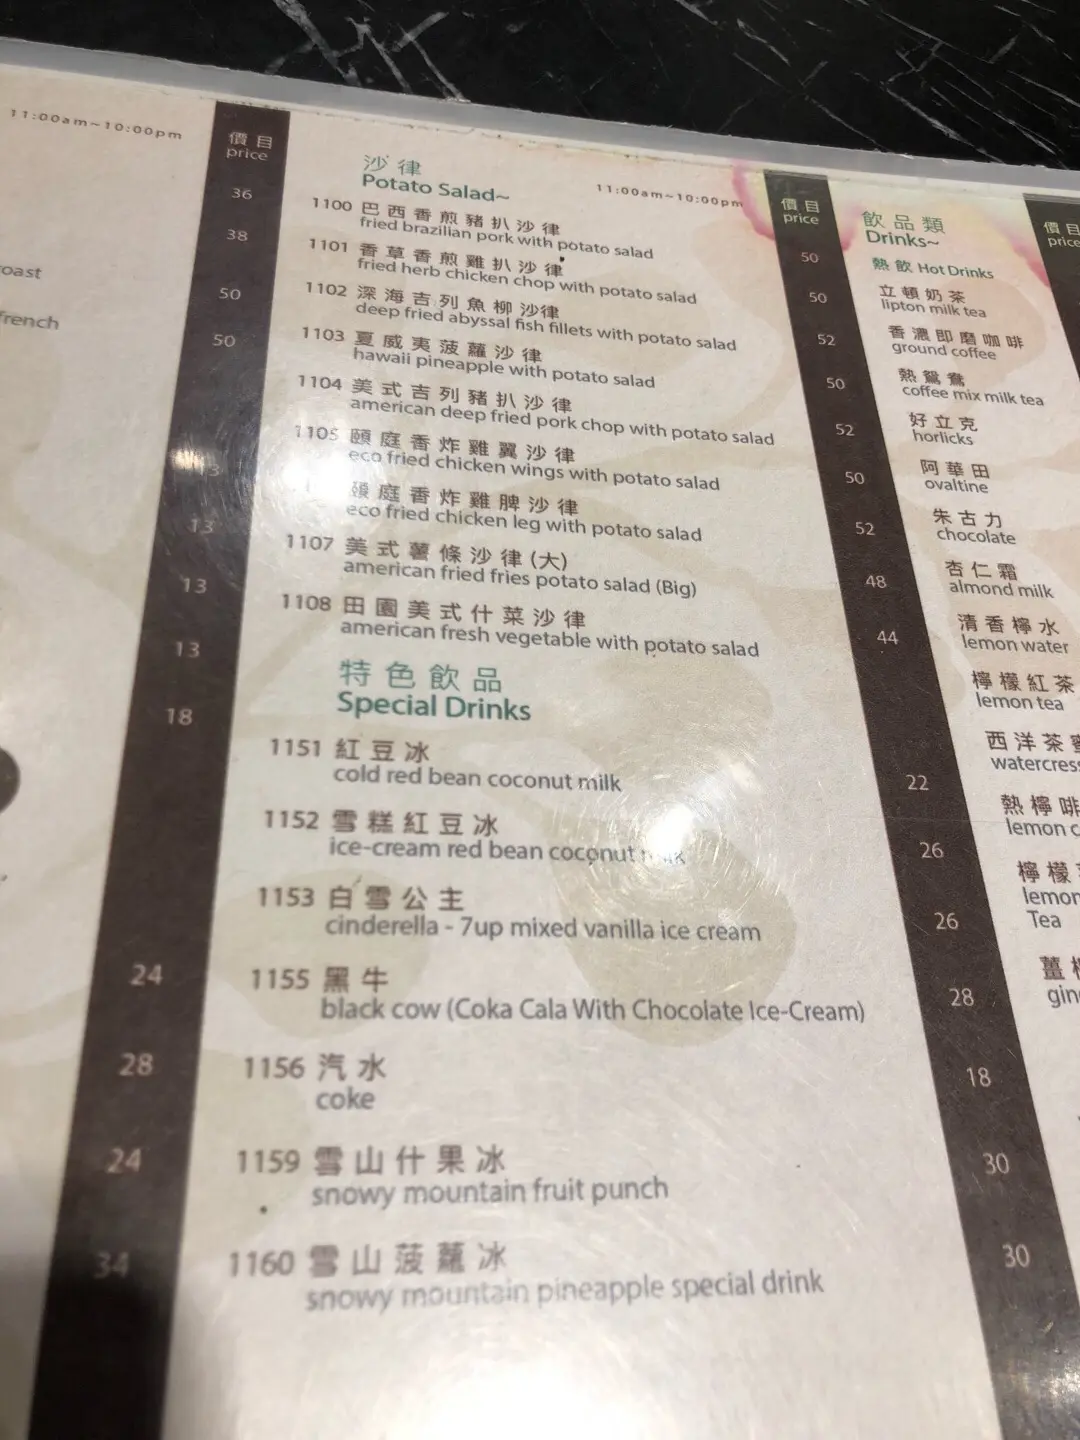 11:00am~10:00pm
價目
price
36
38
50
50
13
13
13
18
24
28
24
34
roast
french
沙律
Potato Salad~
11:00am~10:00pm
1100 巴西香煎豬扒沙律
fried brazilian pork with potato salad
1101 香草香煎雞扒沙律
fried herb chicken chop with potato salad
1102 深海吉列魚柳沙律
deep fried abyssal fish fillets with potato salad
1103 夏威夷菠蘿沙律
hawaii pineapple with potato salad
1104 美式吉列豬扒沙律
american deep fried pork chop with potato salad
1105 頤庭香炸雞翼沙律
eco fried chicken wings with potato salad
頤庭香炸雞脾沙律
eco fried chicken leg with potato salad
1107 美式薯條沙律(大)
american fried fries potato salad (Big)
1108 田園美式什菜沙律
american fresh vegetable with potato salad
特色飲品
Special Drinks
1151 紅豆冰
cold red bean coconut milk
1152 雪糕紅豆冰
ice-cream red bean coconut milk
1153 白雪公主
cinderella - 7up mixed vanilla ice cream
1155 黑牛
black cow (Coka Cala With Chocolate Ice-Cream)
1156 汽水
coke
1159 雪山什果冰
snowy mountain fruit punch
1160 雪山菠蘿冰
snowy mountain pineapple special drink
價目
price
50
50
52
50
52
50
52
48
44
22
26
26
28
18
30
30
飲品類
Drinks~
熱飲 Hot Drinks
立頓奶茶
lipton milk tea
香濃即磨咖啡
ground coffee
熱鴛鴦
coffee mix milk tea
好立克
horlicks
阿華田
ovaltine
朱古力
chocolate
杏仁霜
almond milk
清香檸水
lemon water
檸檬紅茶
lemon tea
西洋茶
watercress
熱檸啡
lemon c
檸檬
lemon
Tea
薑
gin
價目
price